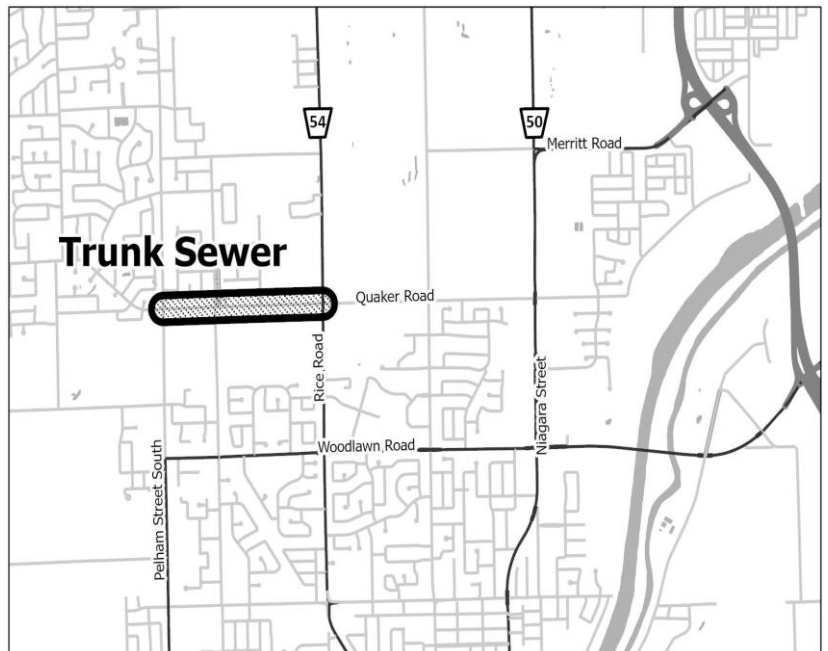 54
50
Merritt Road
Trunk Sewer
Quaker Road
Rice Road
Niagara Street
Woodlawn Road
Pelham Street South